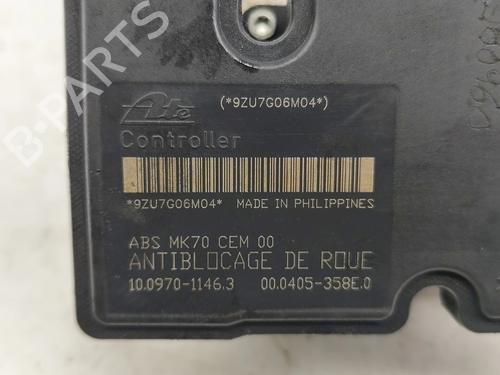 Ate
(*9ZU7G06M04*)
Controller
*9ZU7G06M04* MADE IN PHILIPPINES
ABS MK70 CEM 00
ANTIBLOCAGE DE ROUE
10.0970-1146.3 00.0405-358E.0
B-PARTS